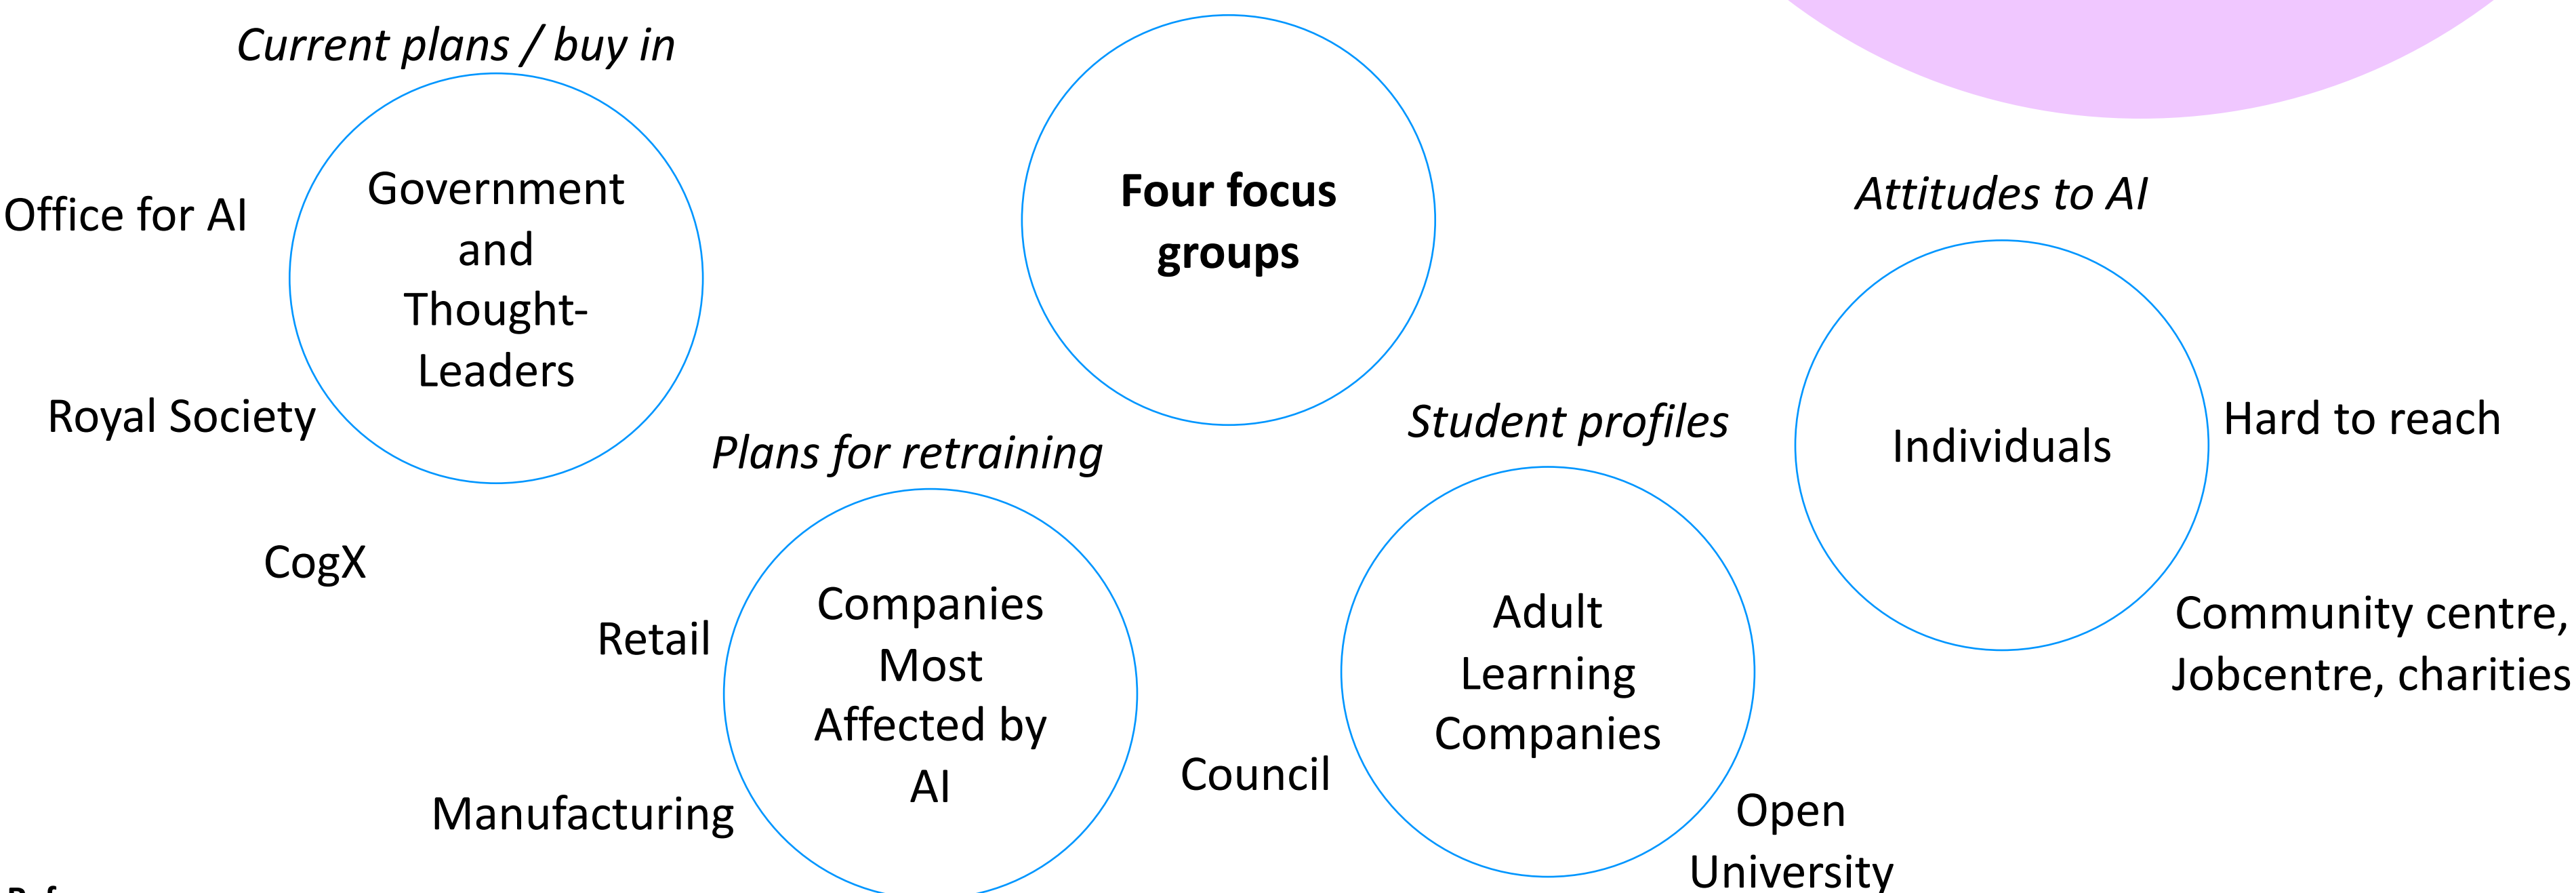 Current plans / buy in
Government
and
Thought-
Leaders
Office for AI
Royal Society
CogX
Four focus
groups
Plans for retraining
Companies
Most
Affected by
AI
Retail
Manufacturing
Student profiles
Adult
Learning
Companies
Council
Open
University
Attitudes to AI
Individuals
Hard to reach
Community centre,
Jobcentre, charities